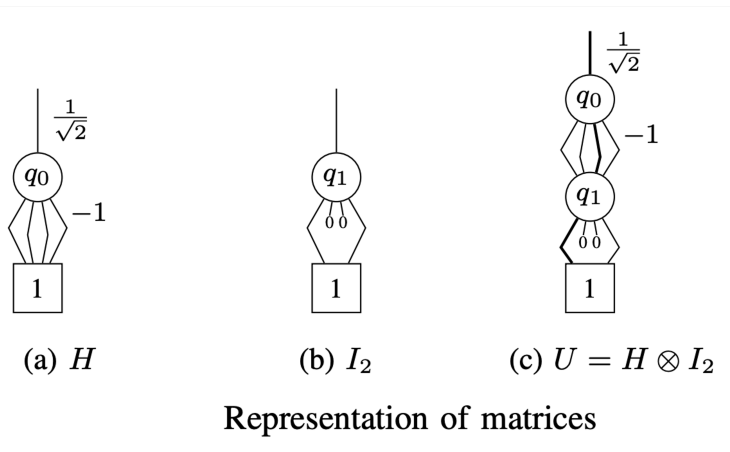 1/√2
q₀
−1
1
(a) H
q₁
0 0
1
(b) I₂
1/√2
q₀
−1
q₁
0 0
1
(c) U = H ⊗ I₂
Representation of matrices